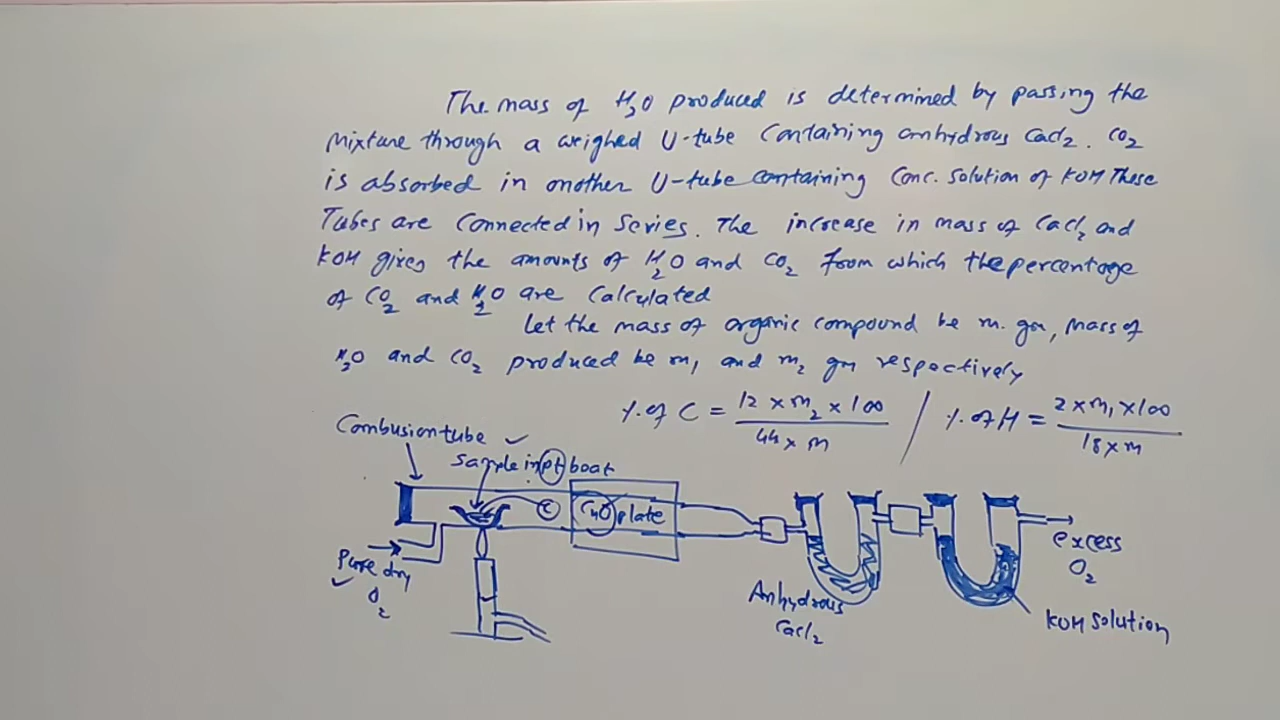 The mass of H2O produced is determined by passing the
mixture through a weighed U-tube containing anhydrous CaCl2. CO2
is absorbed in another U-tube containing Conc. Solution of KOH These
Tubes are Connected in Series. The increase in mass of CaCl2 and
KOH gives the amounts of H2O and CO2 from which the percentage
of CO2 and H2O are Calculated
Let the mass of organic compound be m. gm, Mass of
H2O and CO2 produced be m1 and m2 gm respectively
%. of C = 12 × m2 × 100 / 44 × m / %. of H = 2 × m1 × 100 / 18 × m
Combusion tube ✓
Sample in pt boat
C
CuO plate
Pure dry
✓ O2
Anhydrous
CaCl2
excess
O2
KOH Solution